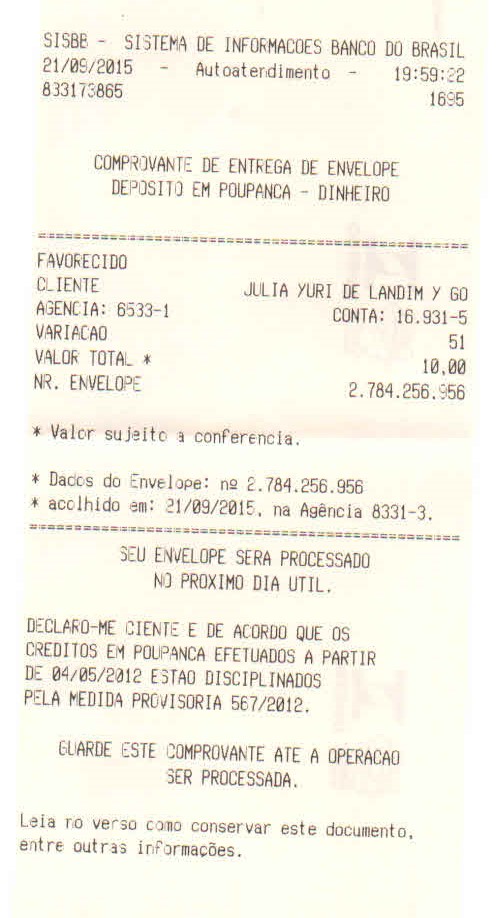 SISBB - SISTEMA DE INFORMACOES BANCO DO BRASIL
21/09/2015 - Autoatendimento - 19:59:22
833173865 1695
COMPROVANTE DE ENTREGA DE ENVELOPE
DEPOSITO EM POUPANCA - DINHEIRO
================================================
FAVORECIDO
CLIENTE JULIA YURI DE LANDIM Y GO
AGENCIA: 6533-1 CONTA: 16.931-5
VARIACAO 51
VALOR TOTAL * 10,00
NR. ENVELOPE 2.784.256.956
* Valor sujeito a conferencia.
* Dados do Envelope: nº 2.784.256.956
* acolhido em: 21/09/2015, na Agência 8331-3.
================================================
SEU ENVELOPE SERA PROCESSADO
NO PROXIMO DIA UTIL.
DECLARO-ME CIENTE E DE ACORDO QUE OS
CREDITOS EM POUPANCA EFETUADOS A PARTIR
DE 04/05/2012 ESTAO DISCIPLINADOS
PELA MEDIDA PROVISORIA 567/2012.
GUARDE ESTE COMPROVANTE ATE A OPERACAO
SER PROCESSADA.
Leia no verso como conservar este documento,
entre outras informações.